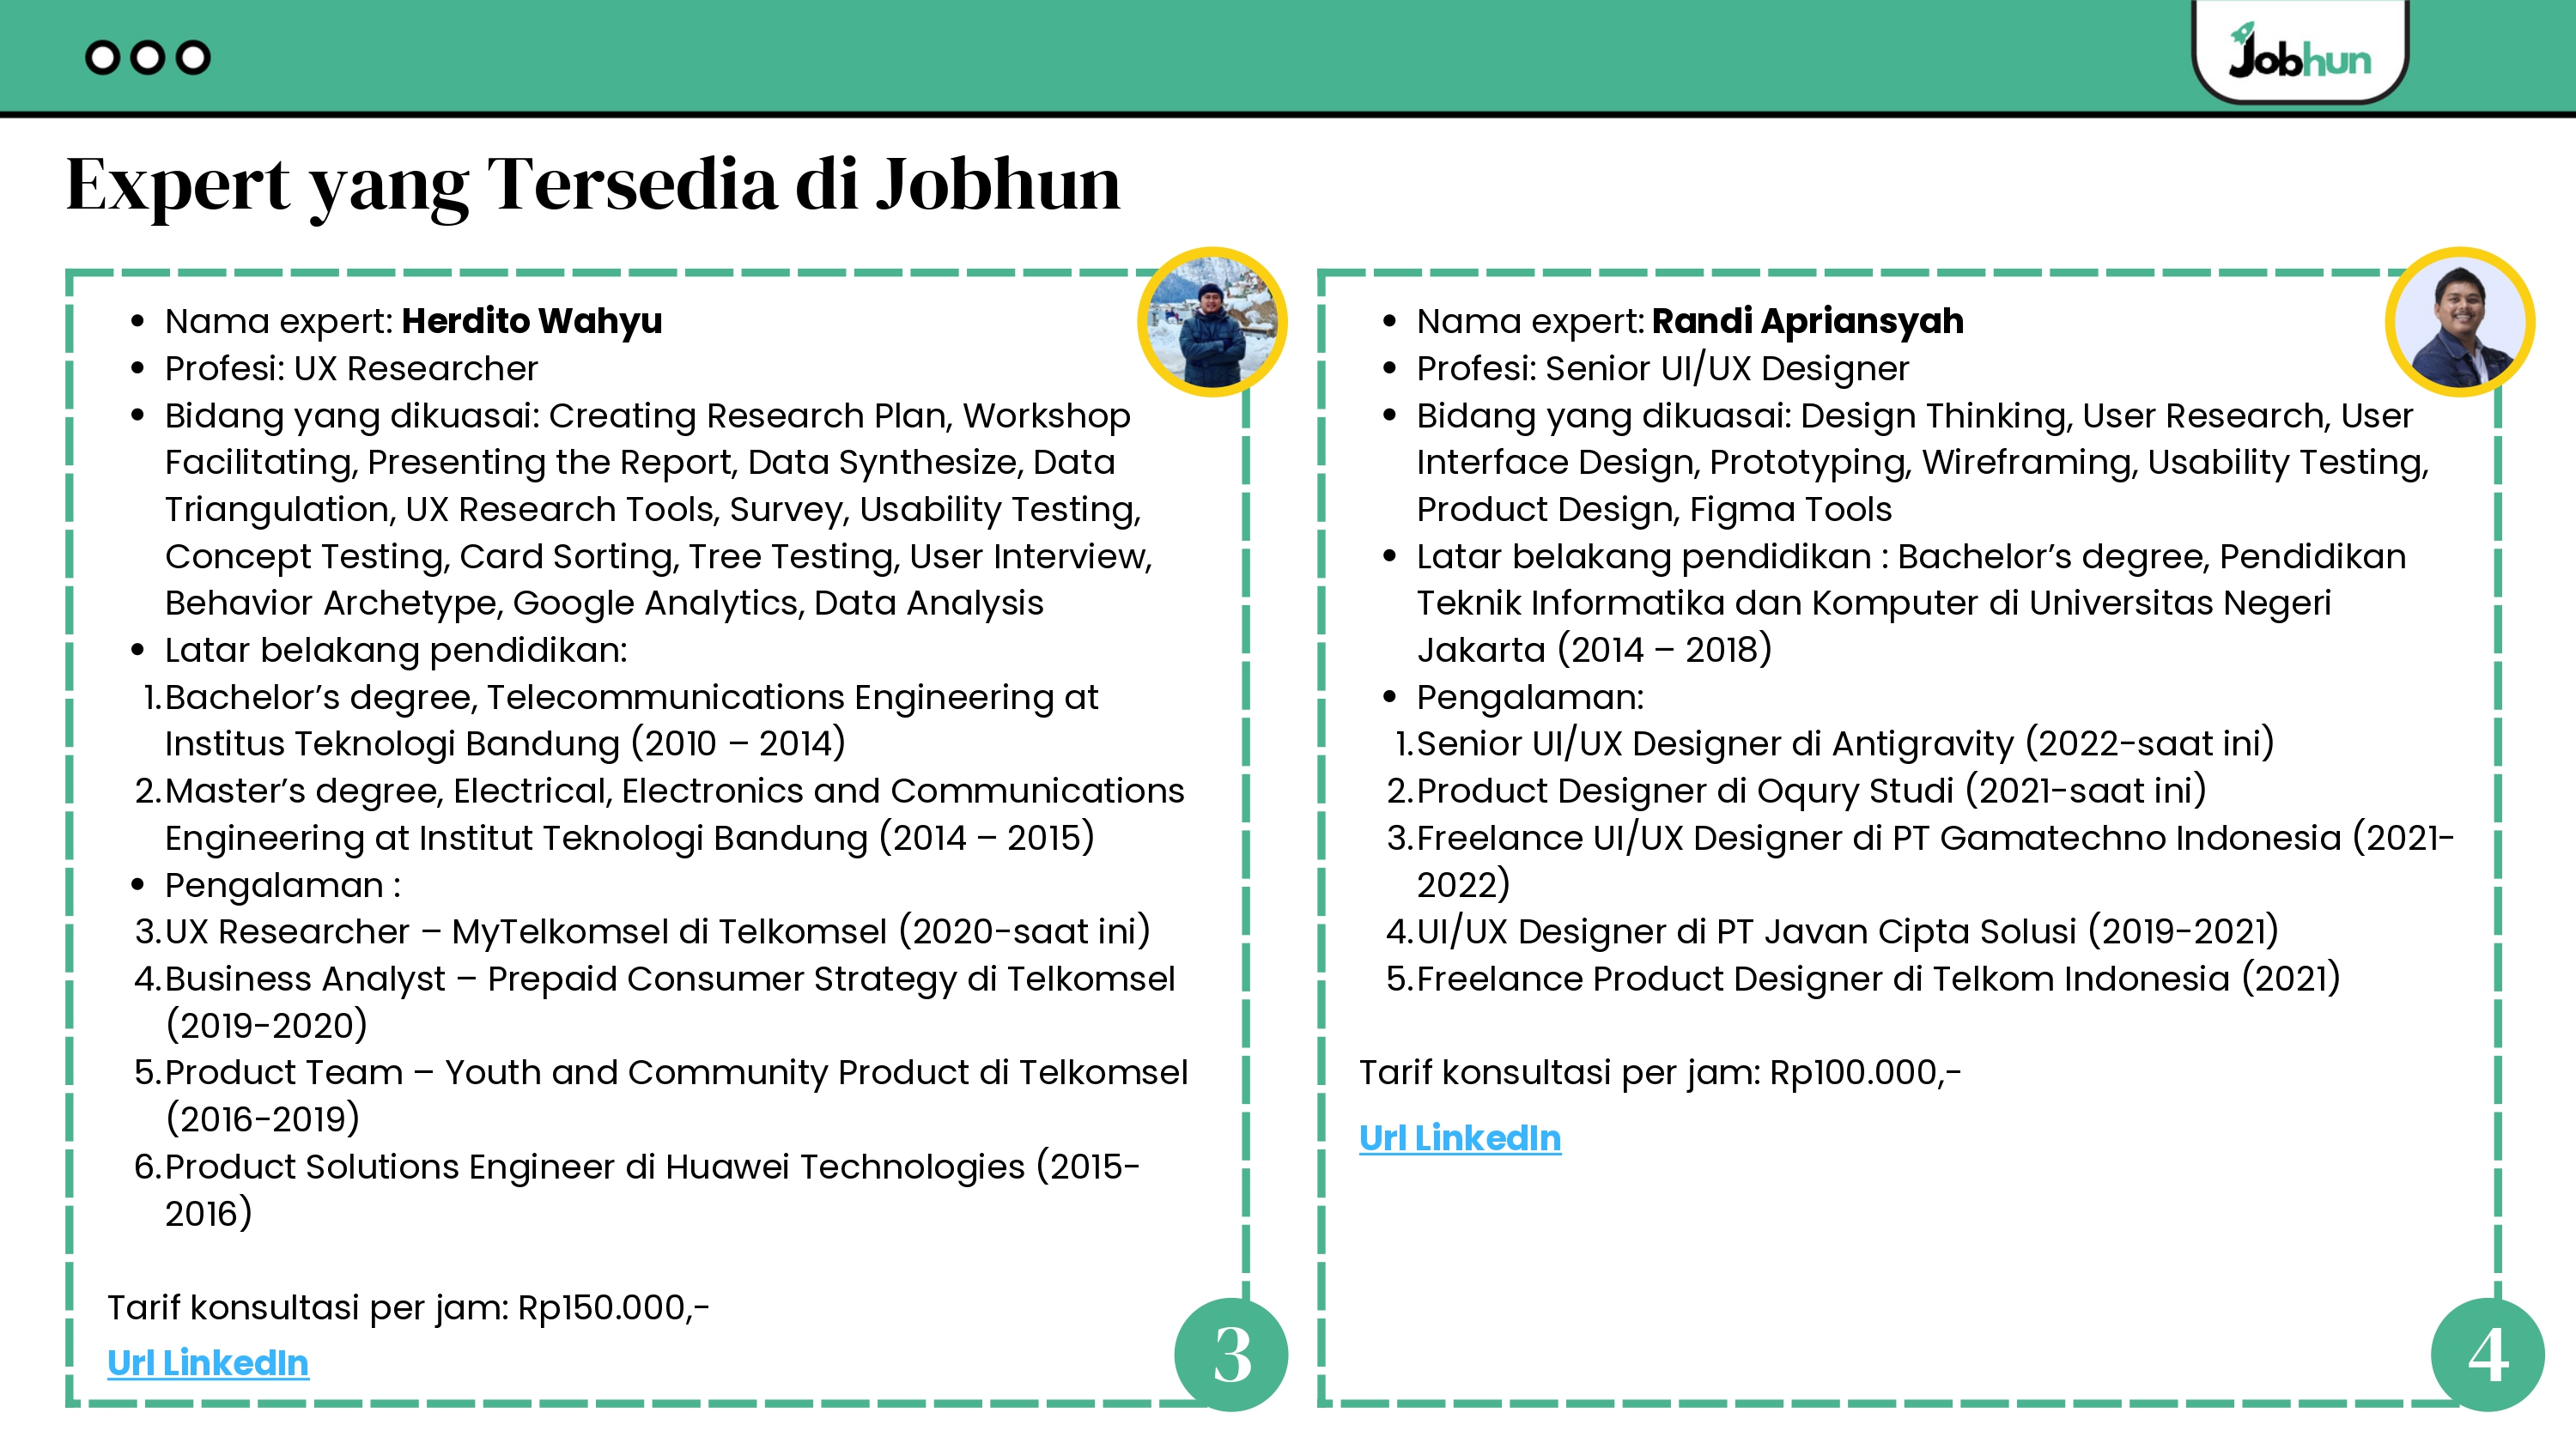 Jobhun
Expert yang Tersedia di Jobhun
• Nama expert: Herdito Wahyu
• Profesi: UX Researcher
• Bidang yang dikuasai: Creating Research Plan, Workshop
Facilitating, Presenting the Report, Data Synthesize, Data
Triangulation, UX Research Tools, Survey, Usability Testing,
Concept Testing, Card Sorting, Tree Testing, User Interview,
Behavior Archetype, Google Analytics, Data Analysis
• Latar belakang pendidikan:
1. Bachelor’s degree, Telecommunications Engineering at
Institus Teknologi Bandung (2010 – 2014)
2. Master’s degree, Electrical, Electronics and Communications
Engineering at Institut Teknologi Bandung (2014 – 2015)
• Pengalaman :
3. UX Researcher – MyTelkomsel di Telkomsel (2020-saat ini)
4. Business Analyst – Prepaid Consumer Strategy di Telkomsel
(2019-2020)
5. Product Team – Youth and Community Product di Telkomsel
(2016-2019)
6. Product Solutions Engineer di Huawei Technologies (2015-
2016)
Tarif konsultasi per jam: Rp150.000,-
Url LinkedIn
3
• Nama expert: Randi Apriansyah
• Profesi: Senior UI/UX Designer
• Bidang yang dikuasai: Design Thinking, User Research, User
Interface Design, Prototyping, Wireframing, Usability Testing,
Product Design, Figma Tools
• Latar belakang pendidikan : Bachelor’s degree, Pendidikan
Teknik Informatika dan Komputer di Universitas Negeri
Jakarta (2014 – 2018)
• Pengalaman:
1. Senior UI/UX Designer di Antigravity (2022-saat ini)
2. Product Designer di Oqury Studi (2021-saat ini)
3. Freelance UI/UX Designer di PT Gamatechno Indonesia (2021-
2022)
4. UI/UX Designer di PT Javan Cipta Solusi (2019-2021)
5. Freelance Product Designer di Telkom Indonesia (2021)
Tarif konsultasi per jam: Rp100.000,-
Url LinkedIn
4